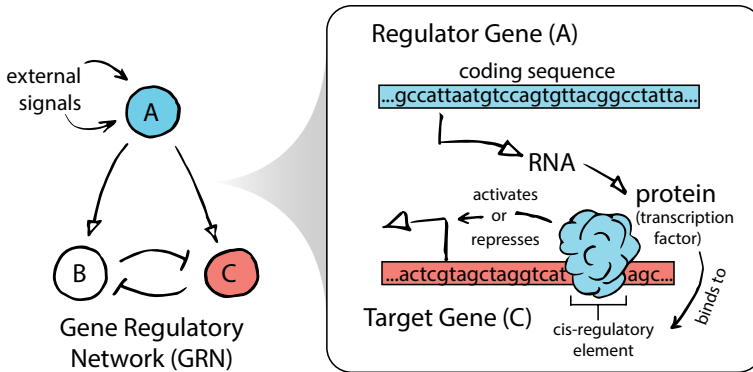 external
signals
A
B
C
Gene Regulatory
Network (GRN)
Regulator Gene (A)
coding sequence
...gccattaatgtccagtgttacggcctatta...
RNA
protein
(transcription
factor)
activates
or
represses
binds to
...actcgtagctaggtcat
agc...
Target Gene (C)
cis-regulatory
element